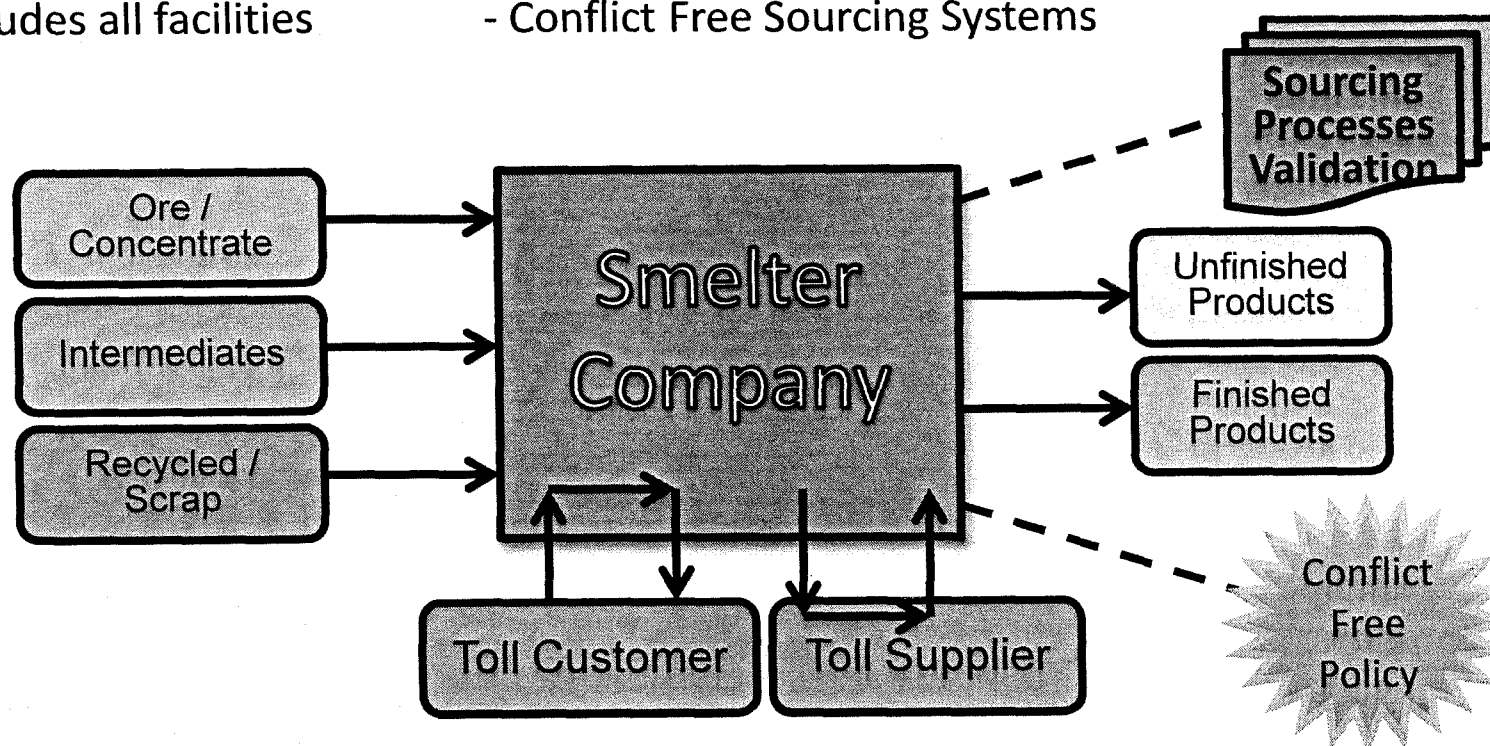 udes all facilities
- Conflict Free Sourcing Systems
Sourcing
Processes
Validation
Ore /
Concentrate
Smelter
Company
Unfinished
Products
Intermediates
Finished
Products
Recycled /
Scrap
Toll Customer
Toll Supplier
Conflict
Free
Policy